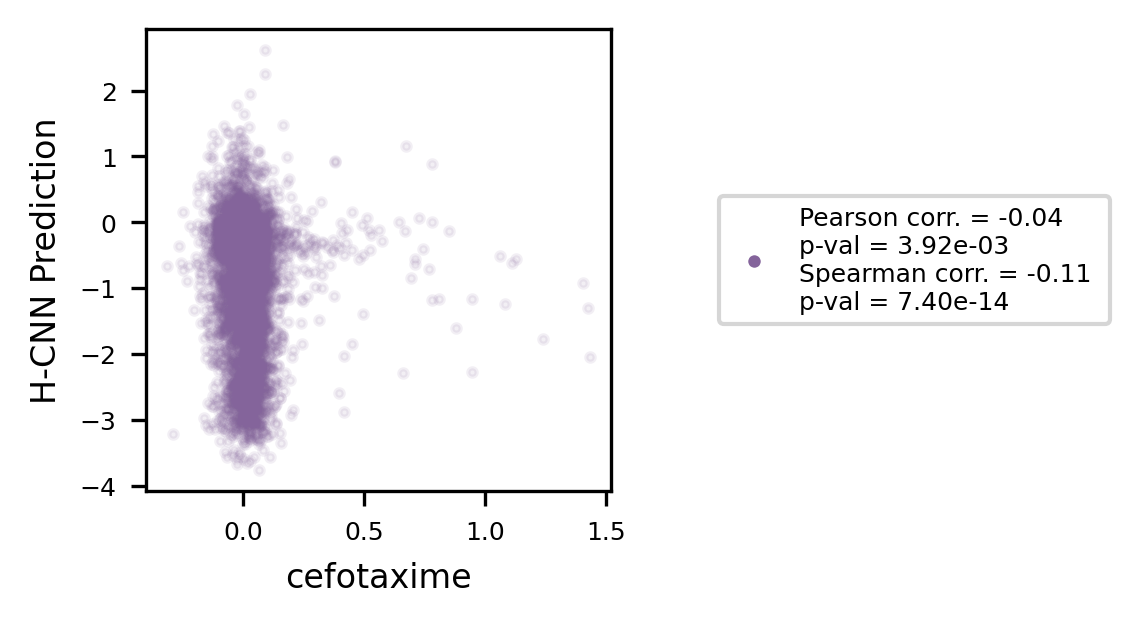 2
1
0
−1
−2
−3
−4
H-CNN Prediction
0.0 0.5 1.0 1.5
cefotaxime
Pearson corr. = -0.04
p-val = 3.92e-03
Spearman corr. = -0.11
p-val = 7.40e-14